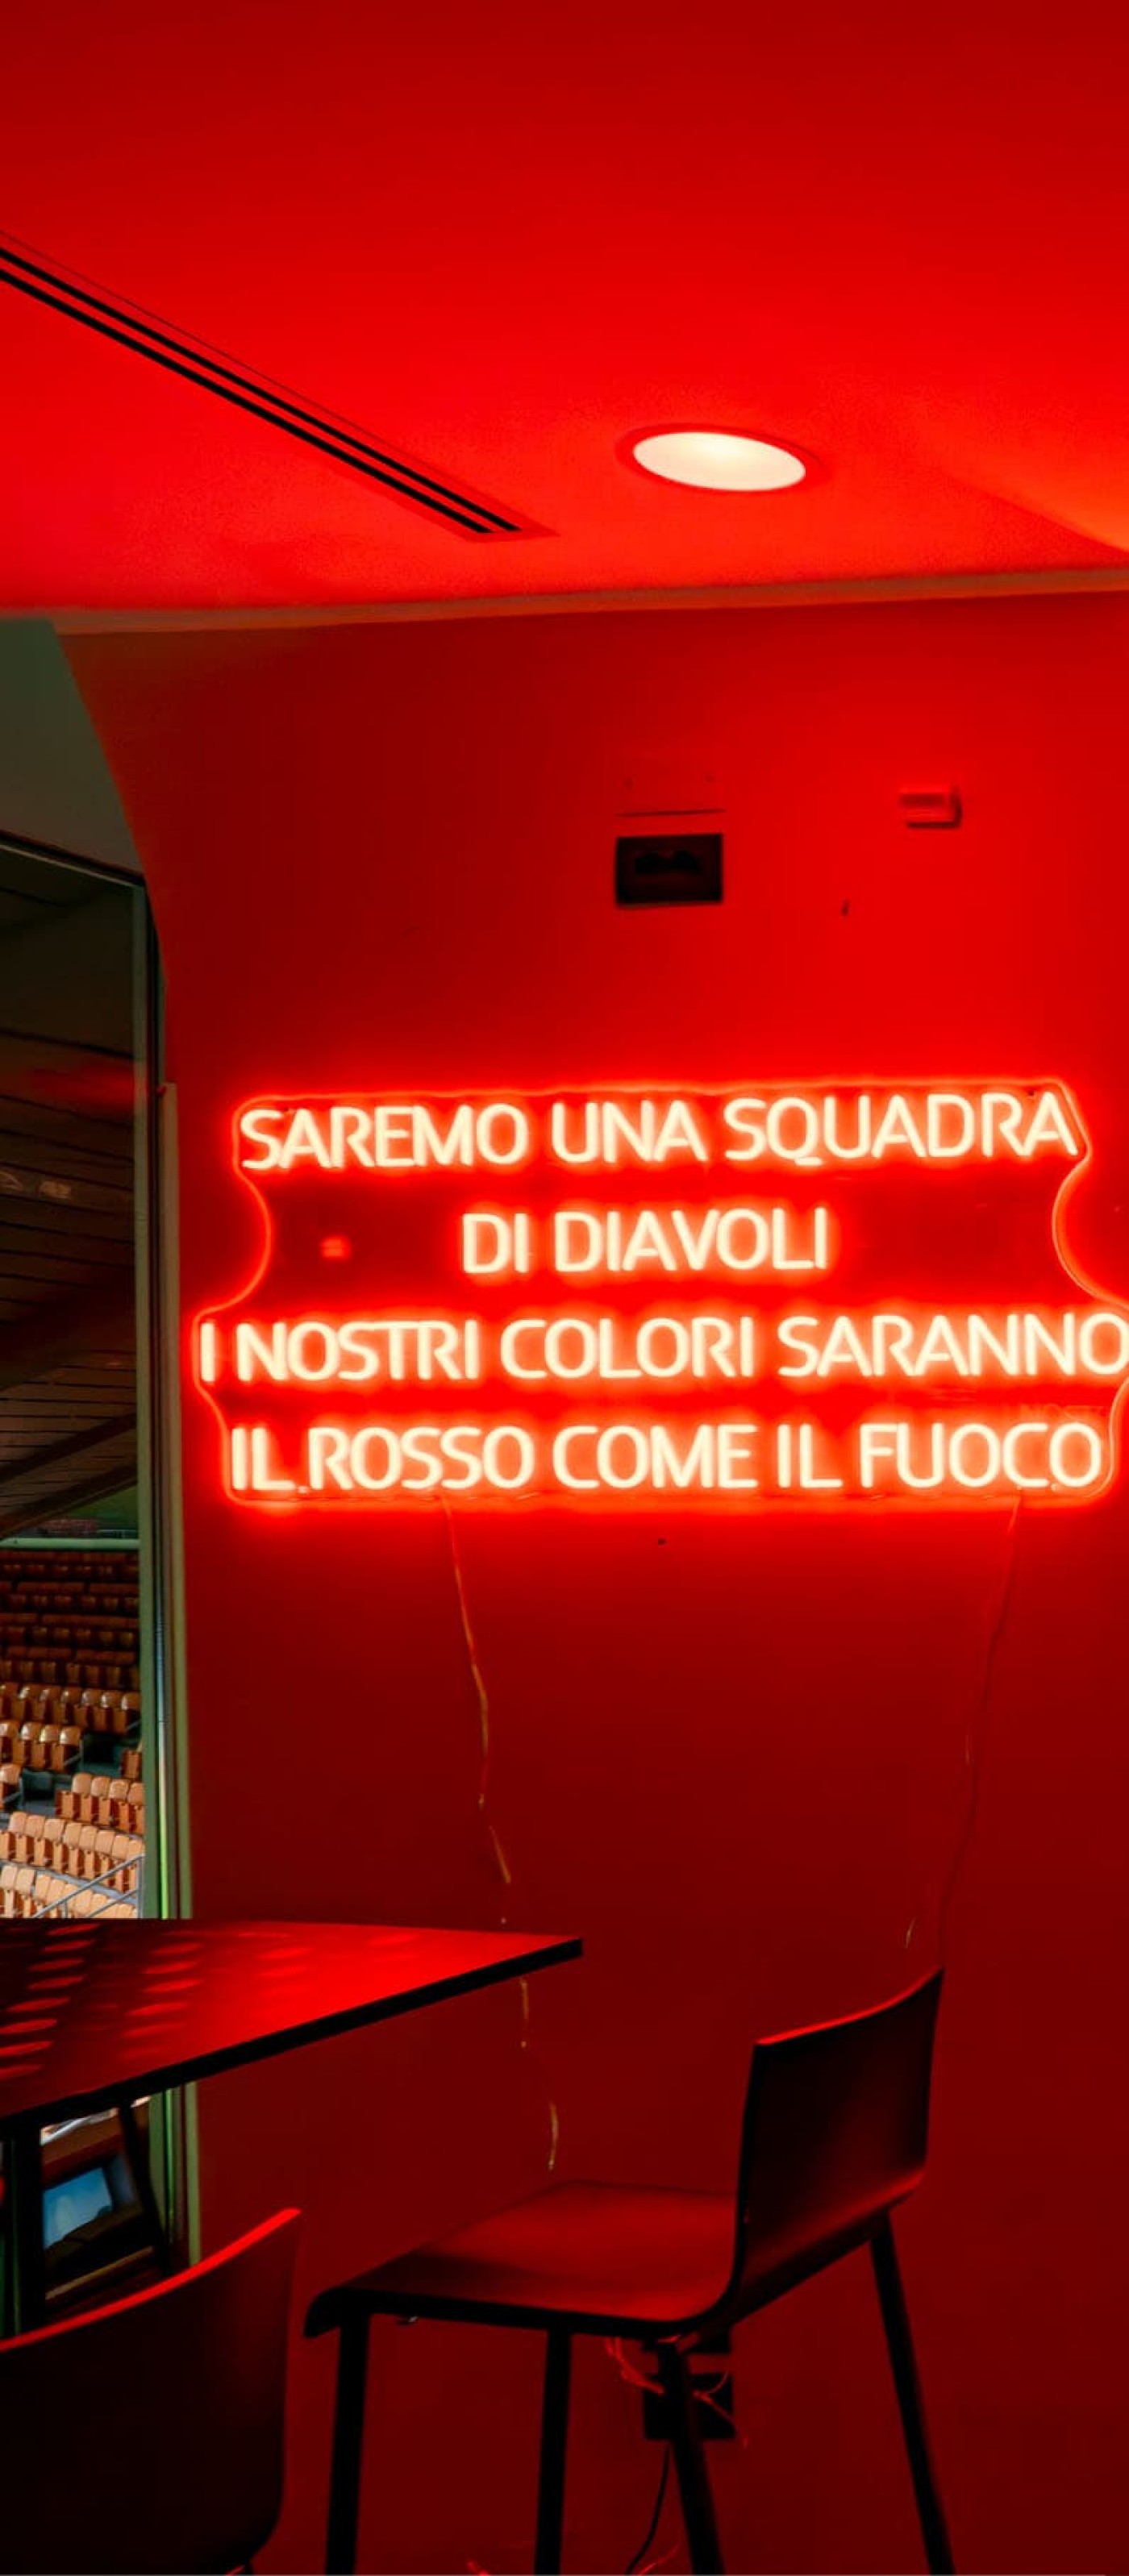 SAREMO UNA SQUADRA
DI DIAVOLI
I NOSTRI COLORI SARANNO
IL ROSSO COME IL FUOCO